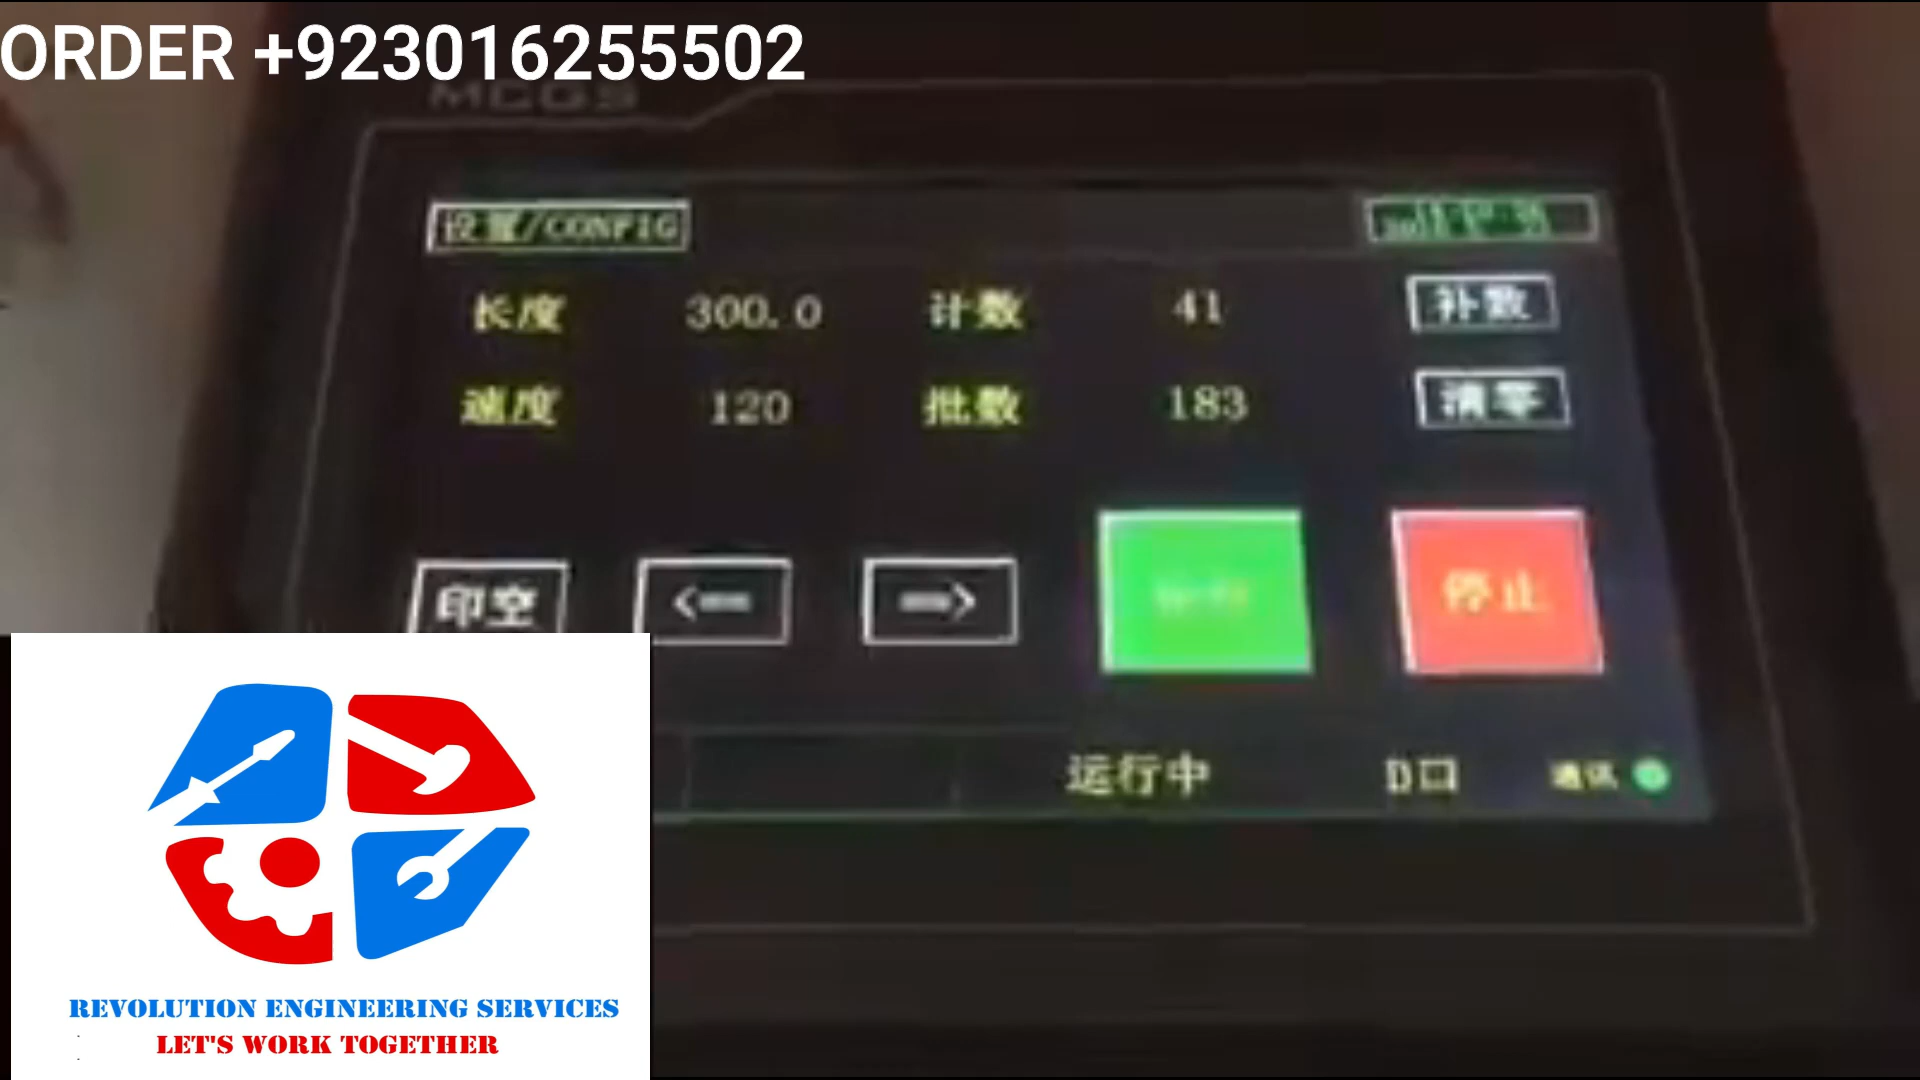 ORDER +923016255502
MCGS
设置/CONFIG
长度 300.0 计数 41 补数
速度 120 批数 183 清零
印空 <— —> 停止
运行中 D口 通讯
REVOLUTION ENGINEERING SERVICES
LET'S WORK TOGETHER